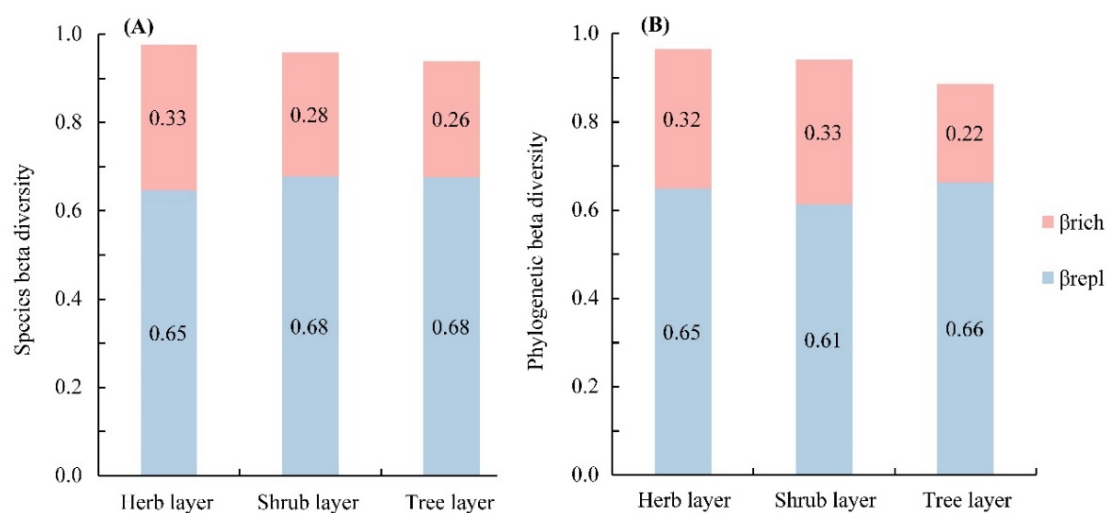 (A)
Species beta diversity
1.0
0.8
0.6
0.4
0.2
0.0
0.33
0.28
0.26
0.65
0.68
0.68
Herb layer
Shrub layer
Tree layer
(B)
Phylogenetic beta diversity
1.0
0.8
0.6
0.4
0.2
0.0
0.32
0.33
0.22
0.65
0.61
0.66
Herb layer
Shrub layer
Tree layer
βrich
βrepl